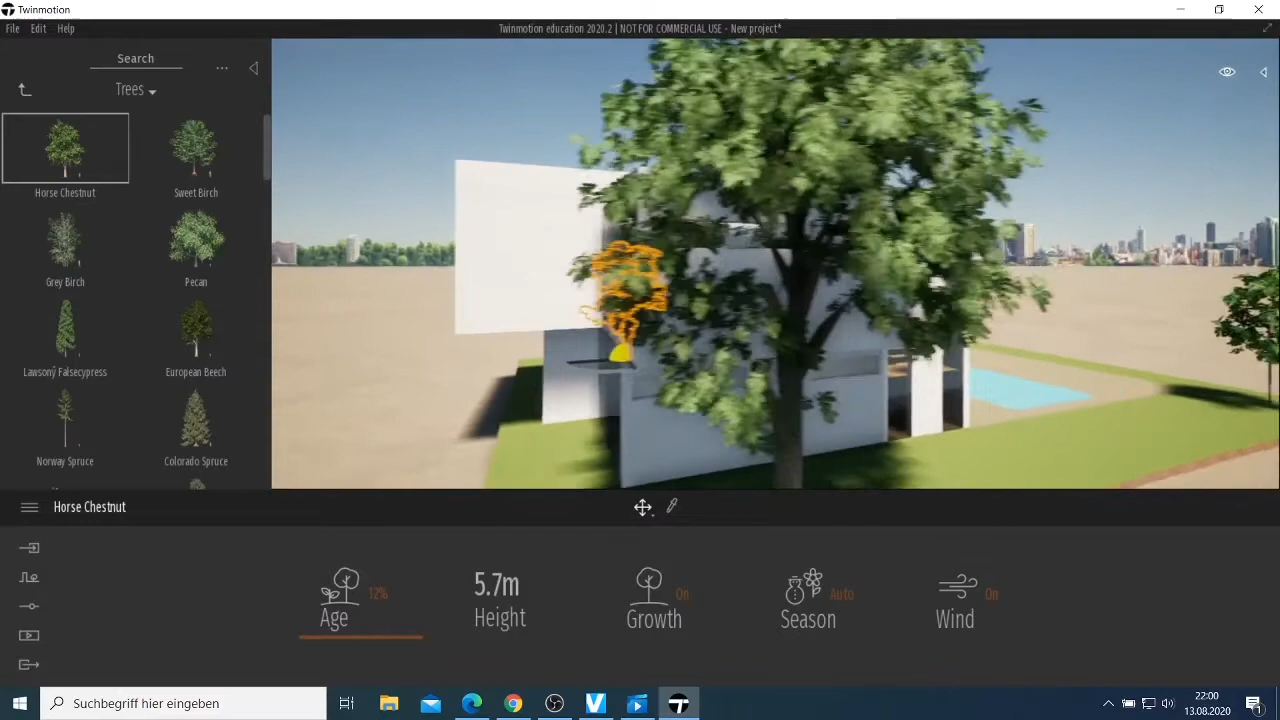 Twinmotion
File Edit Help
Twinmotion education 2020.2 | NOT FOR COMMERCIAL USE - New project*
Search
Trees
Horse Chestnut
Sweet Birch
Grey Birch
Pecan
Lawsonÿ Falsecypress
European Beech
Norway Spruce
Colorado Spruce
Horse Chestnut
12%
Age
5.7m
Height
On
Growth
Auto
Season
On
Wind
Suchbegriff hier eingeben
22:00
13.08.2020
1